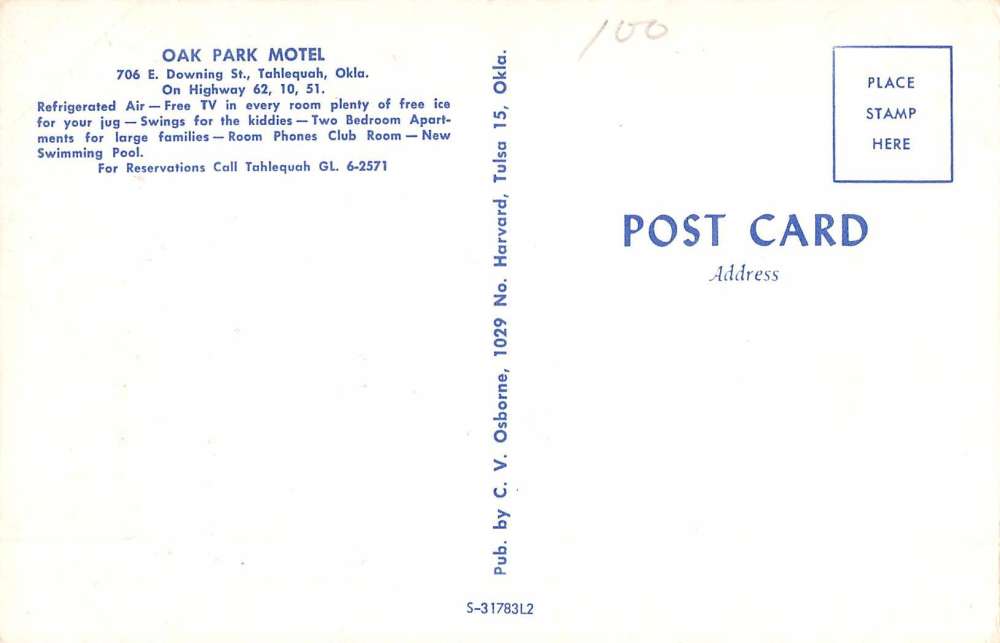 OAK PARK MOTEL
706 E. Downing St., Tahlequah, Okla.
On Highway 62, 10, 51.
Refrigerated Air — Free TV in every room plenty of free ice
for your jug — Swings for the kiddies — Two Bedroom Apart-
ments for large families — Room Phones Club Room — New
Swimming Pool.
For Reservations Call Tahlequah GL. 6-2571
Pub. by C. V. Osborne, 1029 No. Harvard, Tulsa 15, Okla.
S-31783L2
100
PLACE
STAMP
HERE
POST CARD
Address